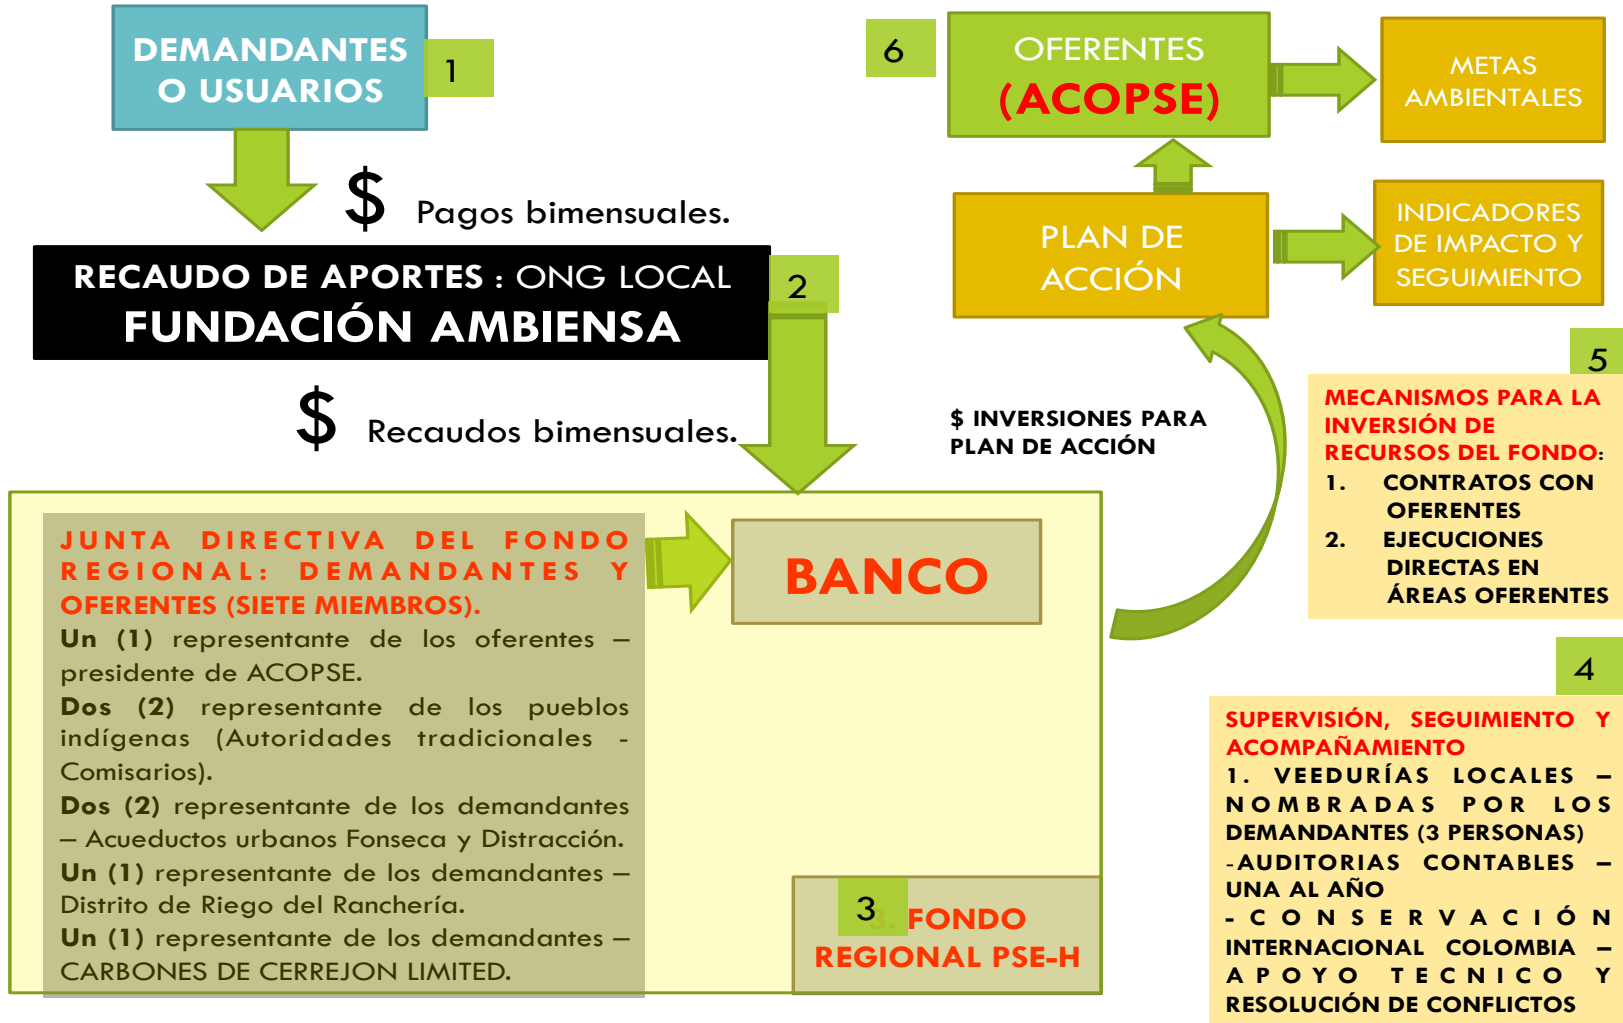 DEMANDANTES
O USUARIOS
1
$ Pagos bimensuales.
RECAUDO DE APORTES : ONG LOCAL
FUNDACIÓN AMBIENSA
2
$ Recaudos bimensuales.
JUNTA DIRECTIVA DEL FONDO
REGIONAL: DEMANDANTES Y
OFERENTES (SIETE MIEMBROS).
Un (1) representante de los oferentes –
presidente de ACOPSE.
Dos (2) representante de los pueblos
indígenas (Autoridades tradicionales -
Comisarios).
Dos (2) representante de los demandantes
– Acueductos urbanos Fonseca y Distracción.
Un (1) representante de los demandantes –
Distrito de Riego del Ranchería.
Un (1) representante de los demandantes –
CARBONES DE CERREJON LIMITED.
BANCO
3
3. FONDO
REGIONAL PSE-H
6
OFERENTES
(ACOPSE)
METAS
AMBIENTALES
PLAN DE
ACCIÓN
INDICADORES
DE IMPACTO Y
SEGUIMIENTO
$ INVERSIONES PARA
PLAN DE ACCIÓN
5
MECANISMOS PARA LA
INVERSIÓN DE
RECURSOS DEL FONDO:
1. CONTRATOS CON
OFERENTES
2. EJECUCIONES
DIRECTAS EN
ÁREAS OFERENTES
4
SUPERVISIÓN, SEGUIMIENTO Y
ACOMPAÑAMIENTO
1. VEEDURÍAS LOCALES –
NOMBRADAS POR LOS
DEMANDANTES (3 PERSONAS)
-AUDITORIAS CONTABLES –
UNA AL AÑO
- CONSERVACIÓN
INTERNACIONAL COLOMBIA –
APOYO TECNICO Y
RESOLUCIÓN DE CONFLICTOS